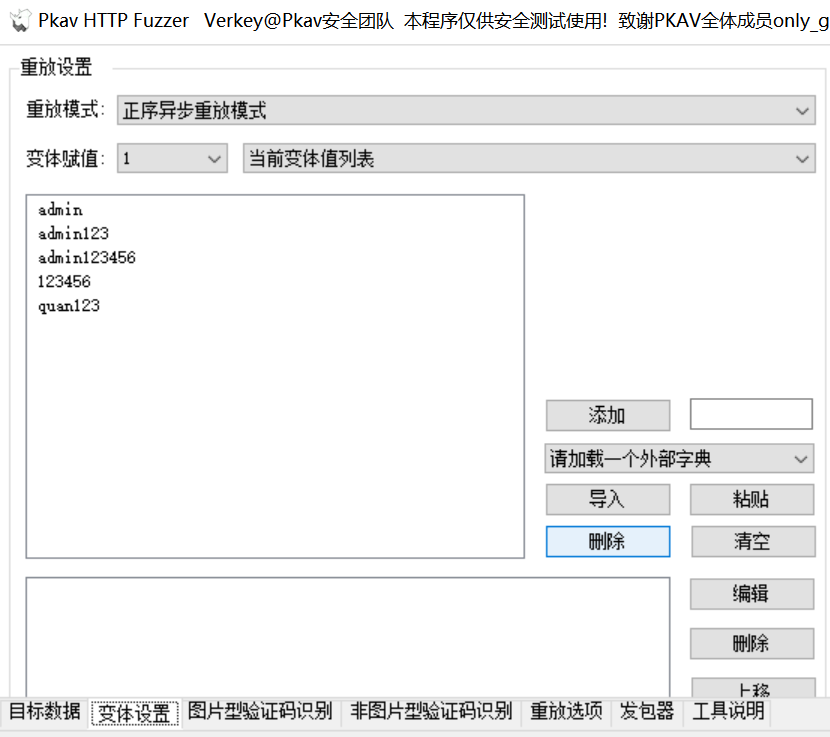 Pkav HTTP Fuzzer Verkey@Pkav安全团队 本程序仅供安全测试使用! 致谢PKAV全体成员only_g
重放设置
重放模式: 正序异步重放模式
变体赋值: 1 当前变体值列表
admin
admin123
admin123456
123456
quan123
添加
请加载一个外部字典
导入 粘贴
删除 清空
编辑
删除
上移
目标数据 变体设置 图片型验证码识别 非图片型验证码识别 重放选项 发包器 工具说明